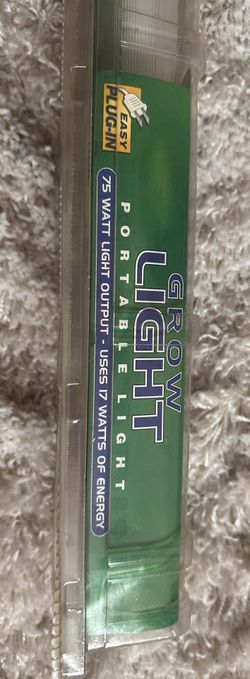 EASY
PLUG-IN
GROW
LIGHT
PORTABLE LIGHT
75 WATT LIGHT OUTPUT - USES 17 WATTS OF ENERGY